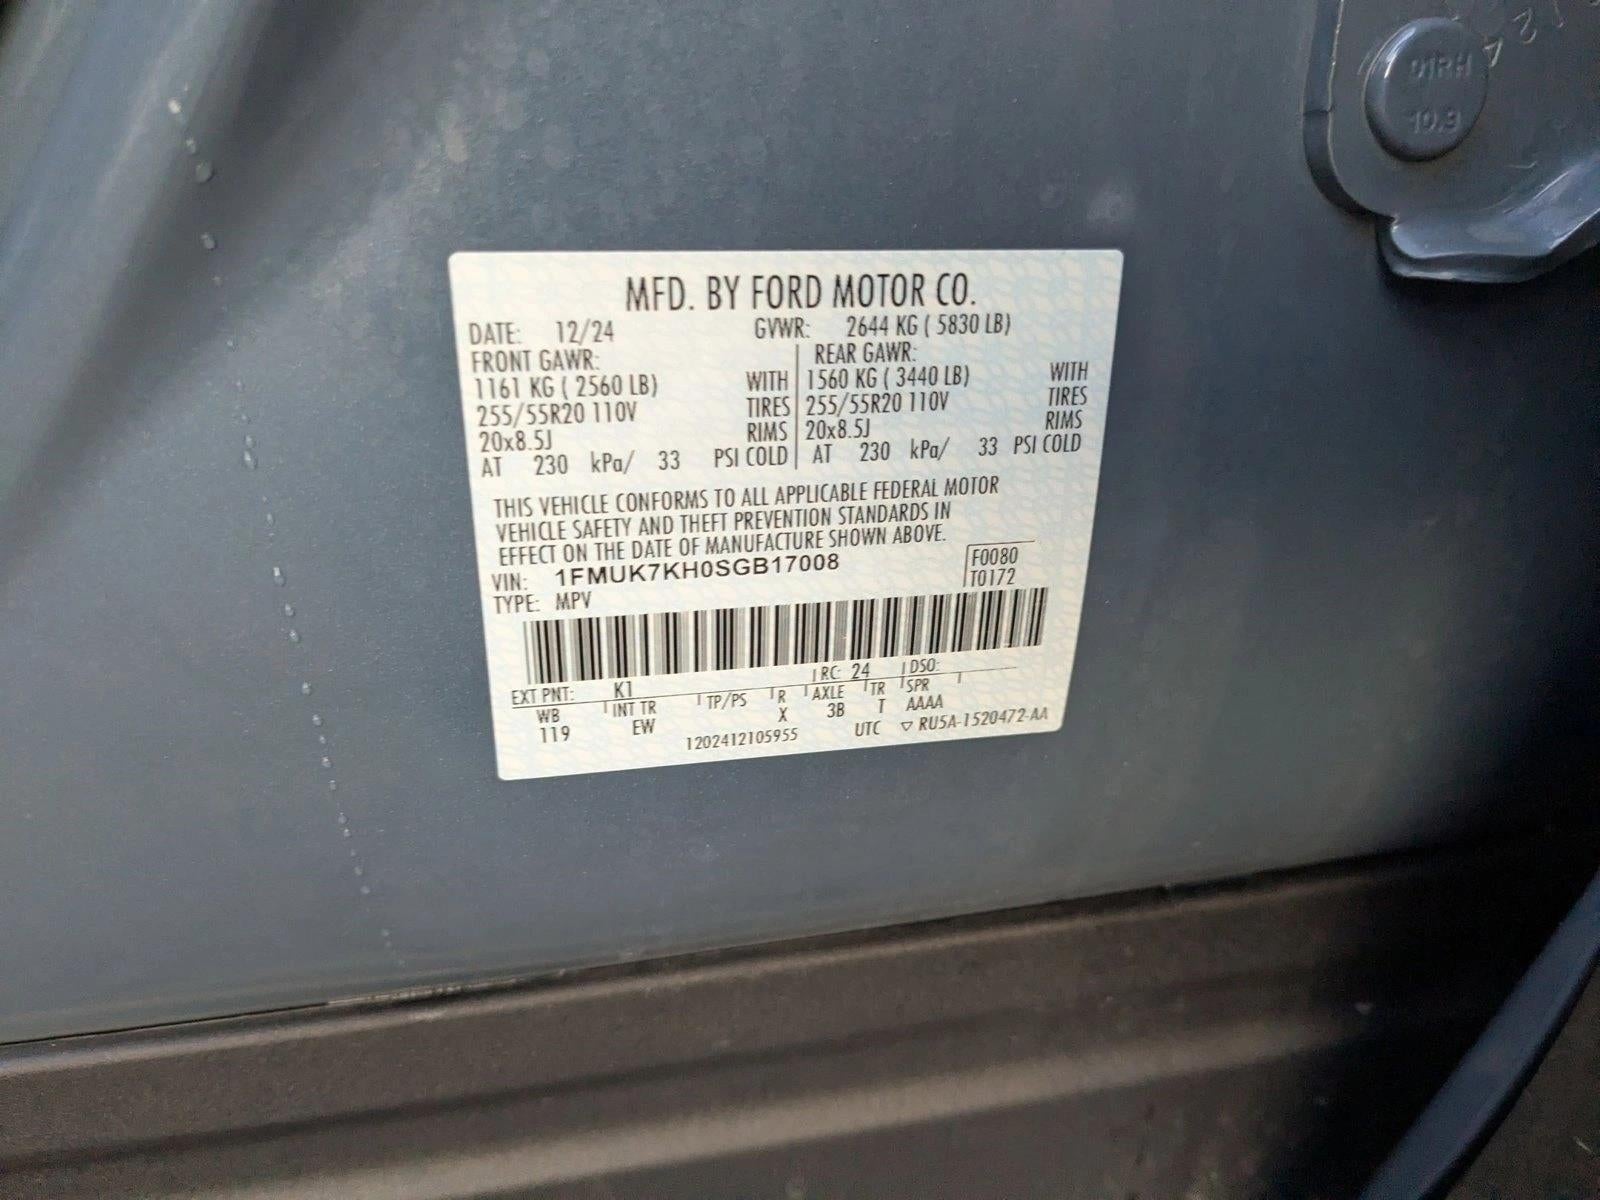 01RH
10.9
MFD. BY FORD MOTOR CO.
DATE: 12/24 GVWR: 2644 KG ( 5830 LB)
FRONT GAWR: REAR GAWR:
1161 KG ( 2560 LB) WITH 1560 KG ( 3440 LB) WITH
255/55R20 110V TIRES 255/55R20 110V TIRES
20x8.5J RIMS 20x8.5J RIMS
AT 230 kPa/ 33 PSI COLD AT 230 kPa/ 33 PSI COLD
THIS VEHICLE CONFORMS TO ALL APPLICABLE FEDERAL MOTOR
VEHICLE SAFETY AND THEFT PREVENTION STANDARDS IN
EFFECT ON THE DATE OF MANUFACTURE SHOWN ABOVE.
VIN: 1FMUK7KH0SGB17008 F0080
TYPE: MPV T0172
EXT PNT: K1 RC: 24 DSO:
WB INT TR TP/PS R AXLE TR SPR
119 EW X 3B T AAAA
1202412105955 UTC ▽ RU5A-1520472-AA